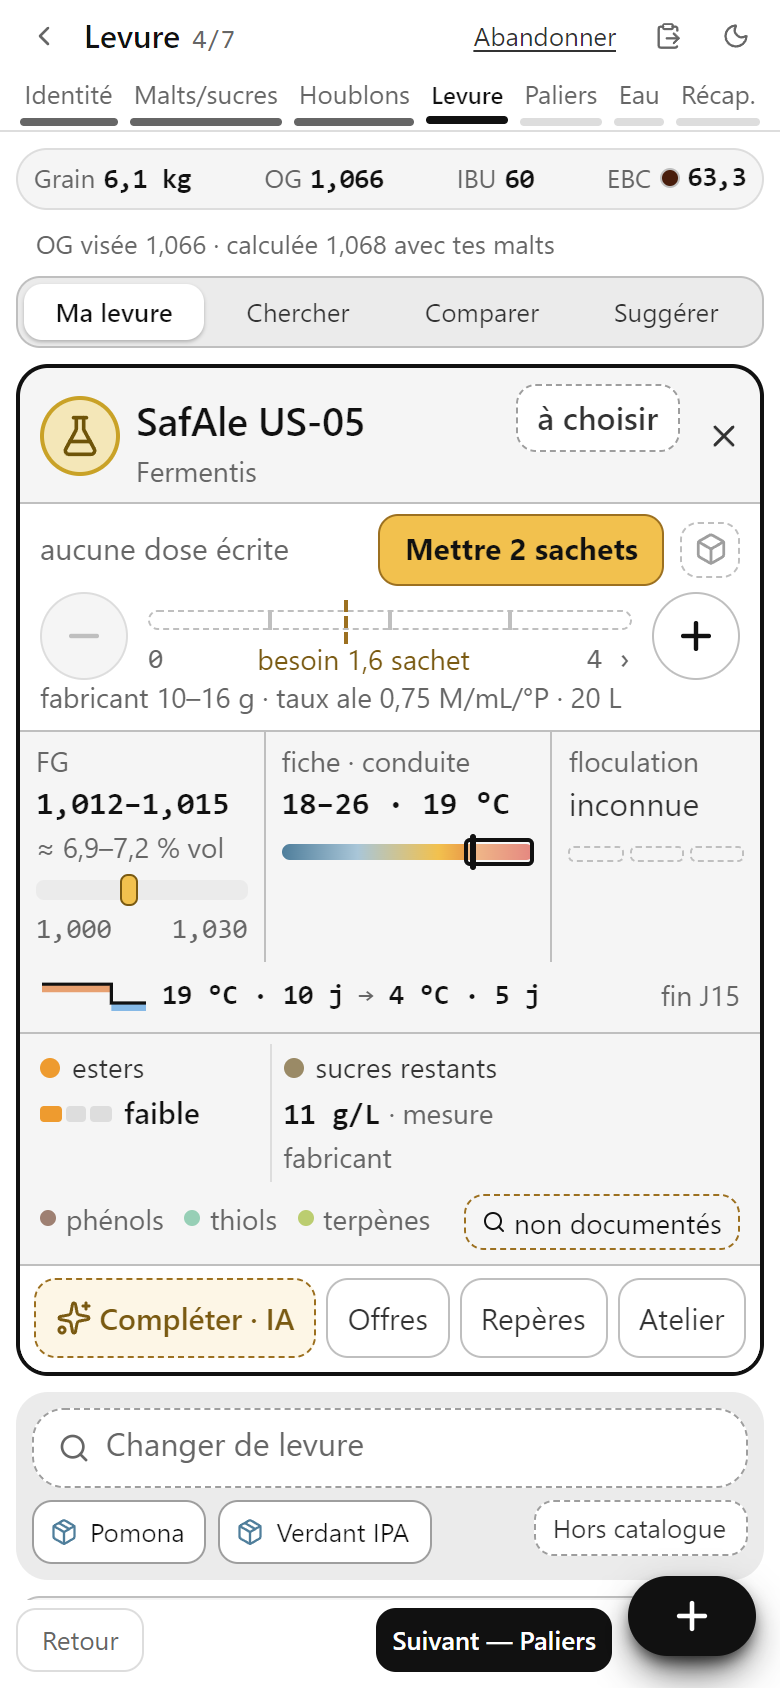 Levure 4/7 Abandonner
Identité Malts/sucres Houblons Levure Paliers Eau Récap.
Grain 6,1 kg OG 1,066 IBU 60 EBC 63,3
OG visée 1,066 · calculée 1,068 avec tes malts
Ma levure Chercher Comparer Suggérer
SafAle US-05 à choisir
Fermentis
aucune dose écrite Mettre 2 sachets
0 besoin 1,6 sachet 4 ›
fabricant 10–16 g · taux ale 0,75 M/mL/°P · 20 L
FG fiche · conduite floculation
1,012–1,015 18–26 · 19 °C inconnue
≈ 6,9–7,2 % vol
1,000 1,030
19 °C · 10 j → 4 °C · 5 j fin J15
esters sucres restants
faible 11 g/L · mesure
fabricant
phénols thiols terpènes non documentés
Compléter · IA Offres Repères Atelier
Changer de levure
Pomona Verdant IPA Hors catalogue
Retour Suivant — Paliers